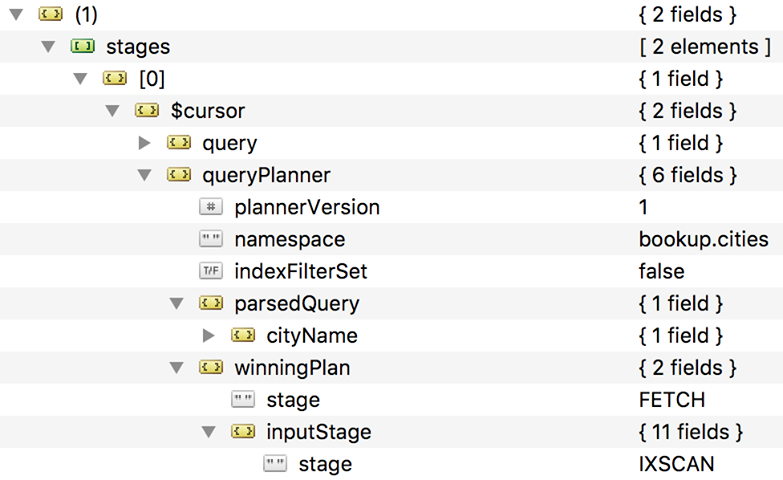 (1) { 2 fields }
stages [ 2 elements ]
[0] { 1 field }
$cursor { 2 fields }
query { 1 field }
queryPlanner { 6 fields }
# plannerVersion 1
"" namespace bookup.cities
T/F indexFilterSet false
parsedQuery { 1 field }
cityName { 1 field }
winningPlan { 2 fields }
"" stage FETCH
inputStage { 11 fields }
"" stage IXSCAN